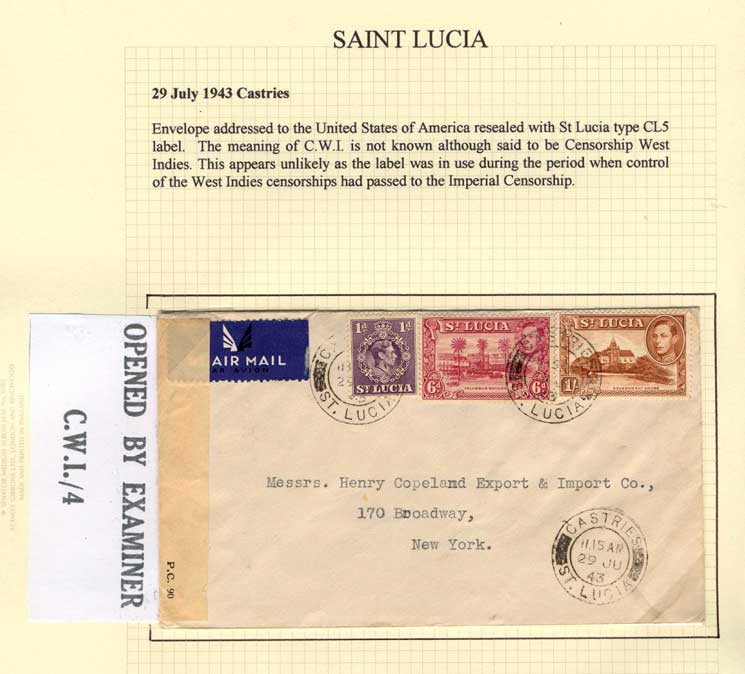 SAINT LUCIA
29 July 1943 Castries
Envelope addressed to the United States of America resealed with St Lucia type CL5
label. The meaning of C.W.I. is not known although said to be Censorship West
Indies. This appears unlikely as the label was in use during the period when control
of the West Indies censorships had passed to the Imperial Censorship.
OPENED BY EXAMINER
C.W.I./4
P.C. 90
AIR MAIL
PAR AVION
1d 1d
ST LUCIA
ST LUCIA
6d 6d
COLUMBUS SQUARE
ST LUCIA
1/-
GOVERNMENT HOUSE
ST. LUCIA
ST. LUCIA
Messrs. Henry Copeland Export & Import Co.,
170 Broadway,
New York.
CASTRIES
11.15 AM
29 JU
43
ST. LUCIA